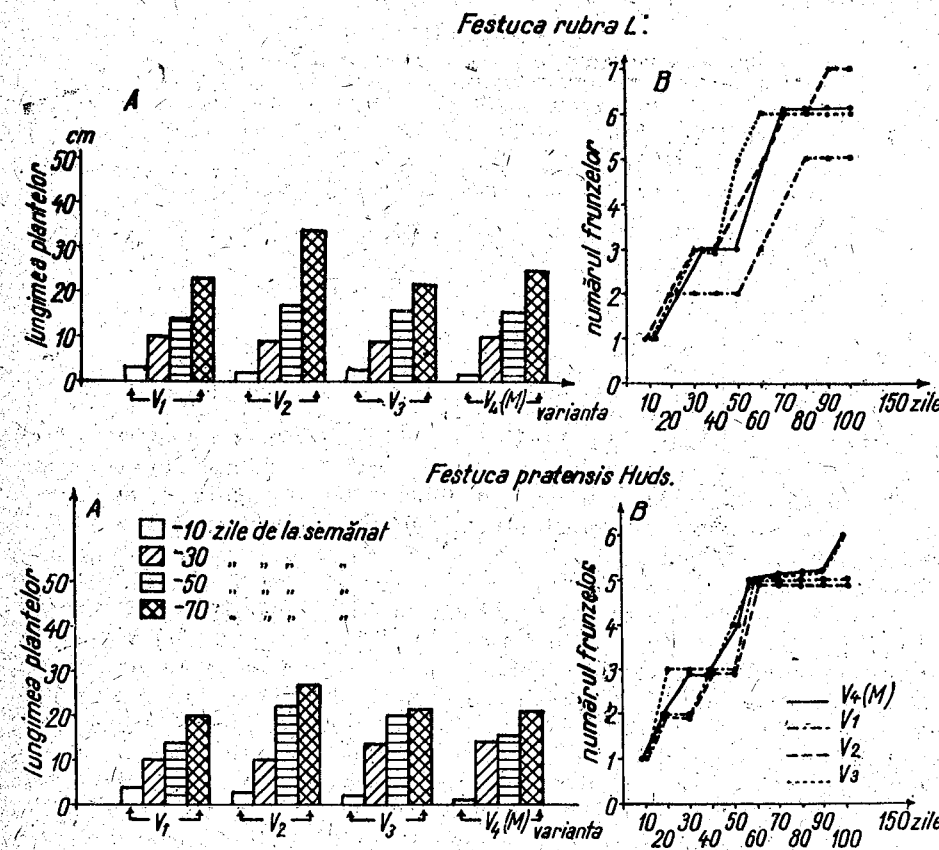 Festuca rubra L.
A
cm
lungimea plantelor
50
40
30
20
10
0
V1
V2
V3
V4(M)
varianta
B
numărul frunzelor
7
6
5
4
3
2
1
0
10 30 50 70 90 150 zile
20 40 60 80 100
Festuca pratensis Huds.
A
-10 zile de la semănat
-30 " " " "
-50 " " " "
-70 " " " "
lungimea plantelor
50
40
30
20
10
0
V1
V2
V3
V4(M)
varianta
B
numărul frunzelor
6
5
4
3
2
1
0
V4(M)
V1
V2
V3
10 30 50 70 90 150 zile
20 40 60 80 100